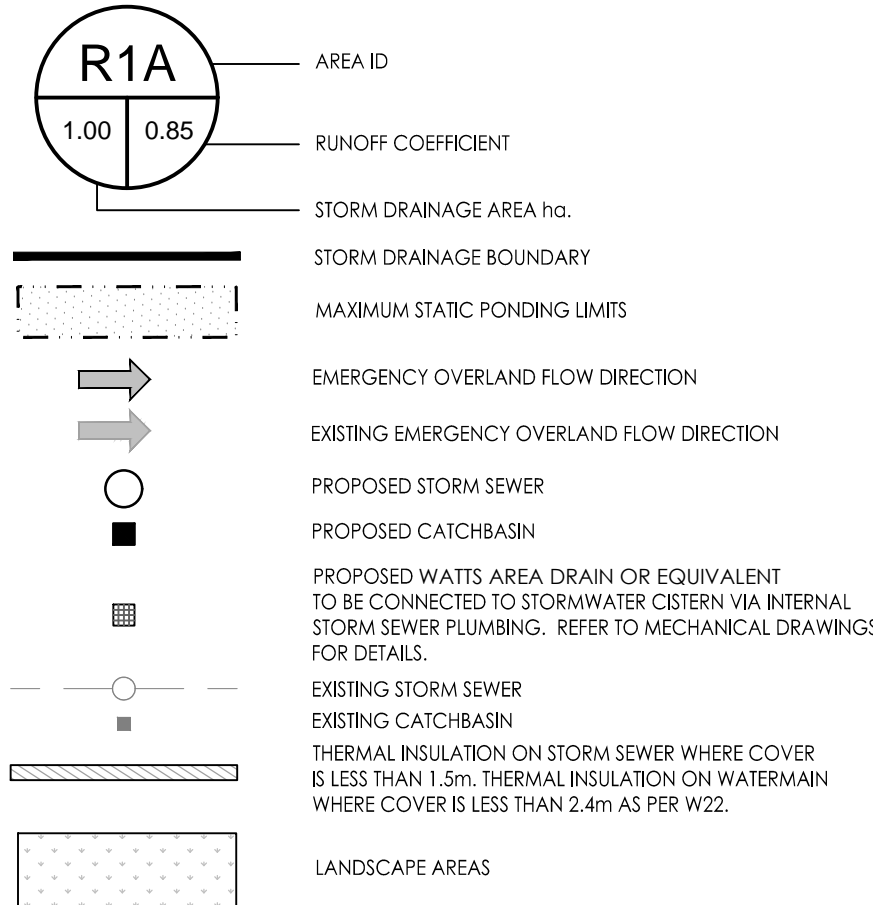 R1A
AREA ID
1.00 0.85
RUNOFF COEFFICIENT
STORM DRAINAGE AREA ha.
STORM DRAINAGE BOUNDARY
MAXIMUM STATIC PONDING LIMITS
EMERGENCY OVERLAND FLOW DIRECTION
EXISTING EMERGENCY OVERLAND FLOW DIRECTION
PROPOSED STORM SEWER
PROPOSED CATCHBASIN
PROPOSED WATTS AREA DRAIN OR EQUIVALENT
TO BE CONNECTED TO STORMWATER CISTERN VIA INTERNAL
STORM SEWER PLUMBING. REFER TO MECHANICAL DRAWINGS
FOR DETAILS.
EXISTING STORM SEWER
EXISTING CATCHBASIN
THERMAL INSULATION ON STORM SEWER WHERE COVER
IS LESS THAN 1.5m. THERMAL INSULATION ON WATERMAIN
WHERE COVER IS LESS THAN 2.4m AS PER W22.
LANDSCAPE AREAS